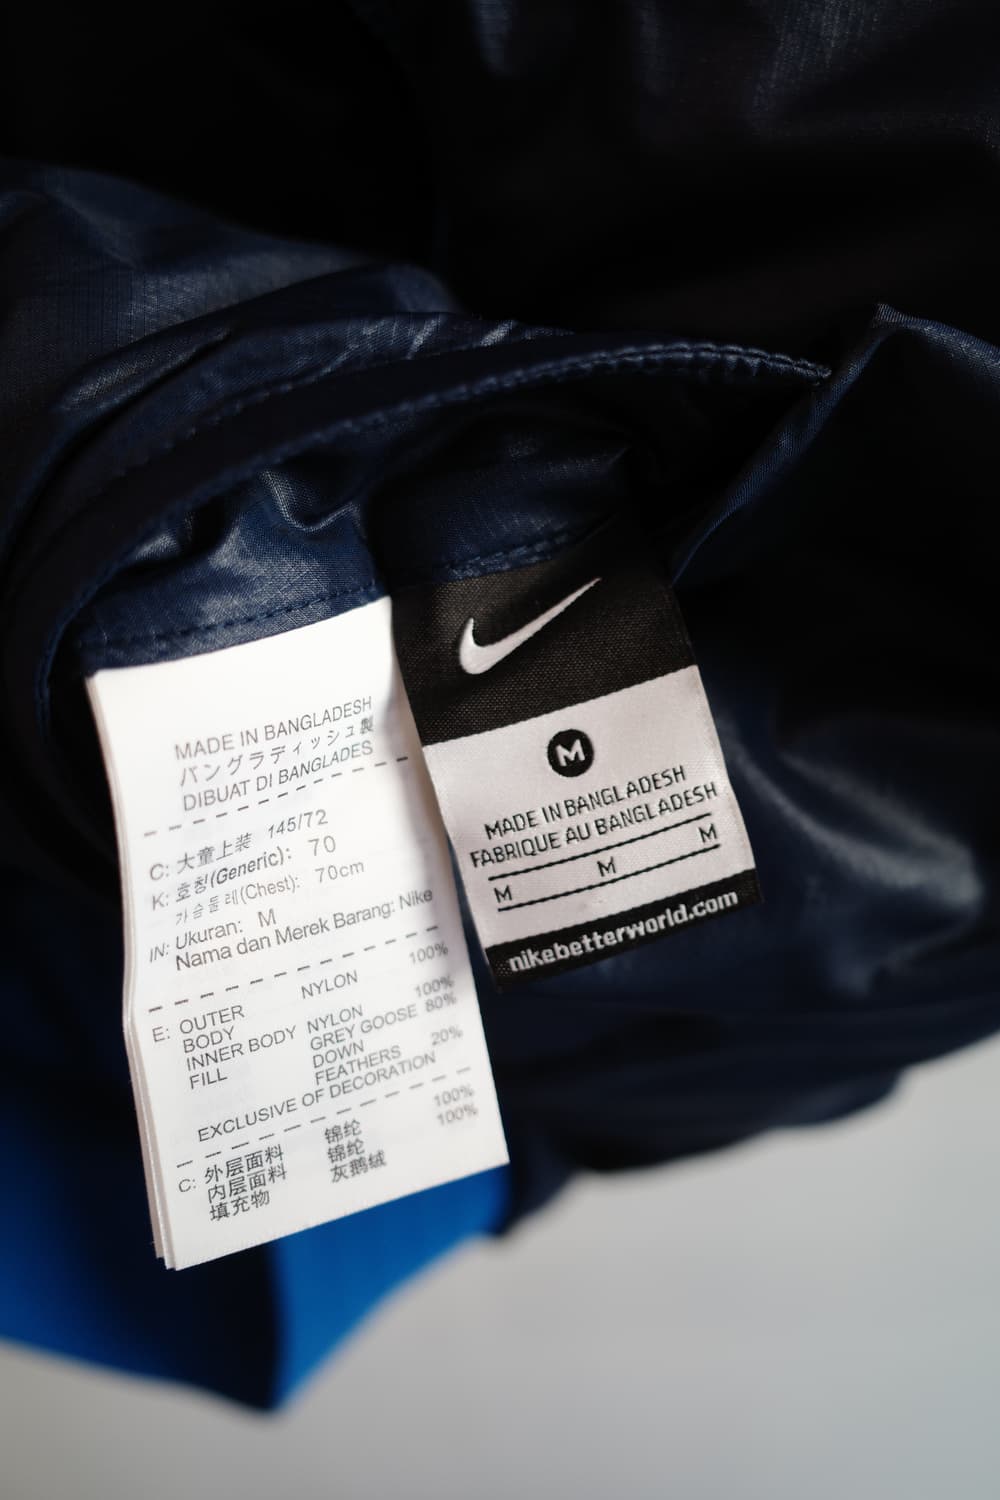 MADE IN BANGLADESH
バングラディッシュ製
DIBUAT DI BANGLADES
C: 大童上装 145/72
K: 호칭(Generic): 70
가슴둘레(Chest): 70cm
IN: Ukuran: M
Nama dan Merek Barang: Nike
E: OUTER
BODY NYLON 100%
INNER BODY NYLON 100%
FILL GREY GOOSE 80%
DOWN
FEATHERS 20%
EXCLUSIVE OF DECORATION
C: 外层面料 锦纶 100%
内层面料 锦纶 100%
填充物 灰鹅绒
M
MADE IN BANGLADESH
FABRIQUE AU BANGLADESH
M M M
nikebetterworld.com